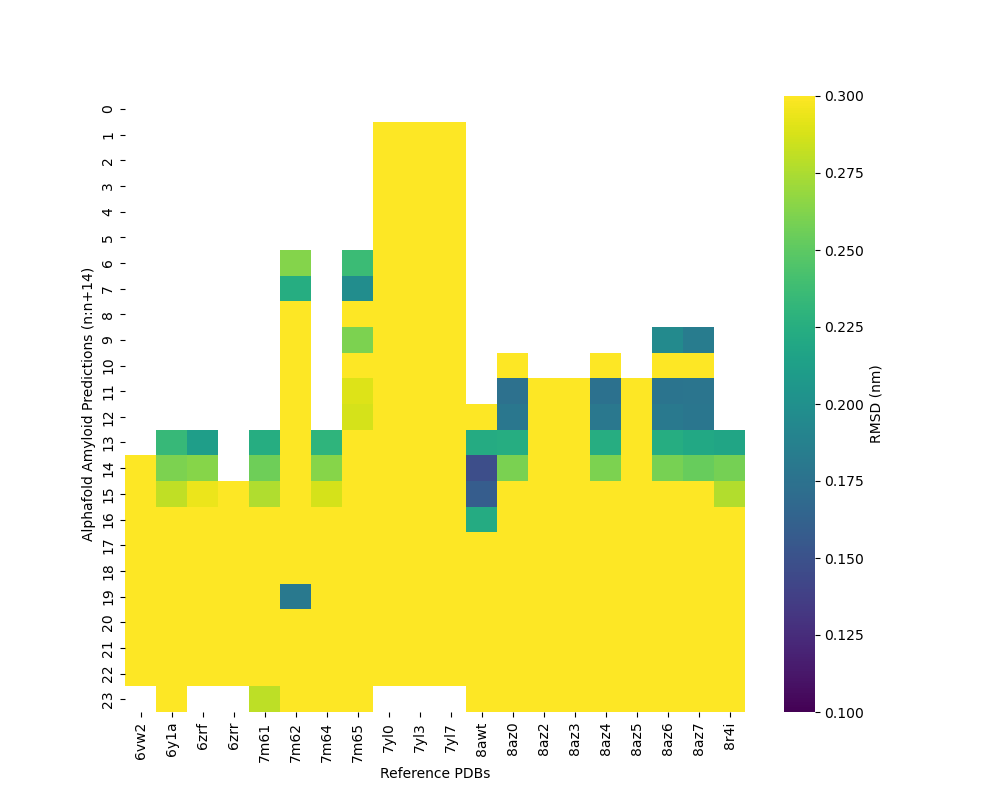 Alphafold Amyloid Predictions (n:n+14)
0
1
2
3
4
5
6
7
8
9
10
11
12
13
14
15
16
17
18
19
20
21
22
23
6vw2
6y1a
6zrf
6zrr
7m61
7m62
7m64
7m65
7yl0
7yl3
7yl7
8awt
8az0
8az2
8az3
8az4
8az5
8az6
8az7
8r4i
Reference PDBs
0.300
0.275
0.250
0.225
0.200
0.175
0.150
0.125
0.100
RMSD (nm)